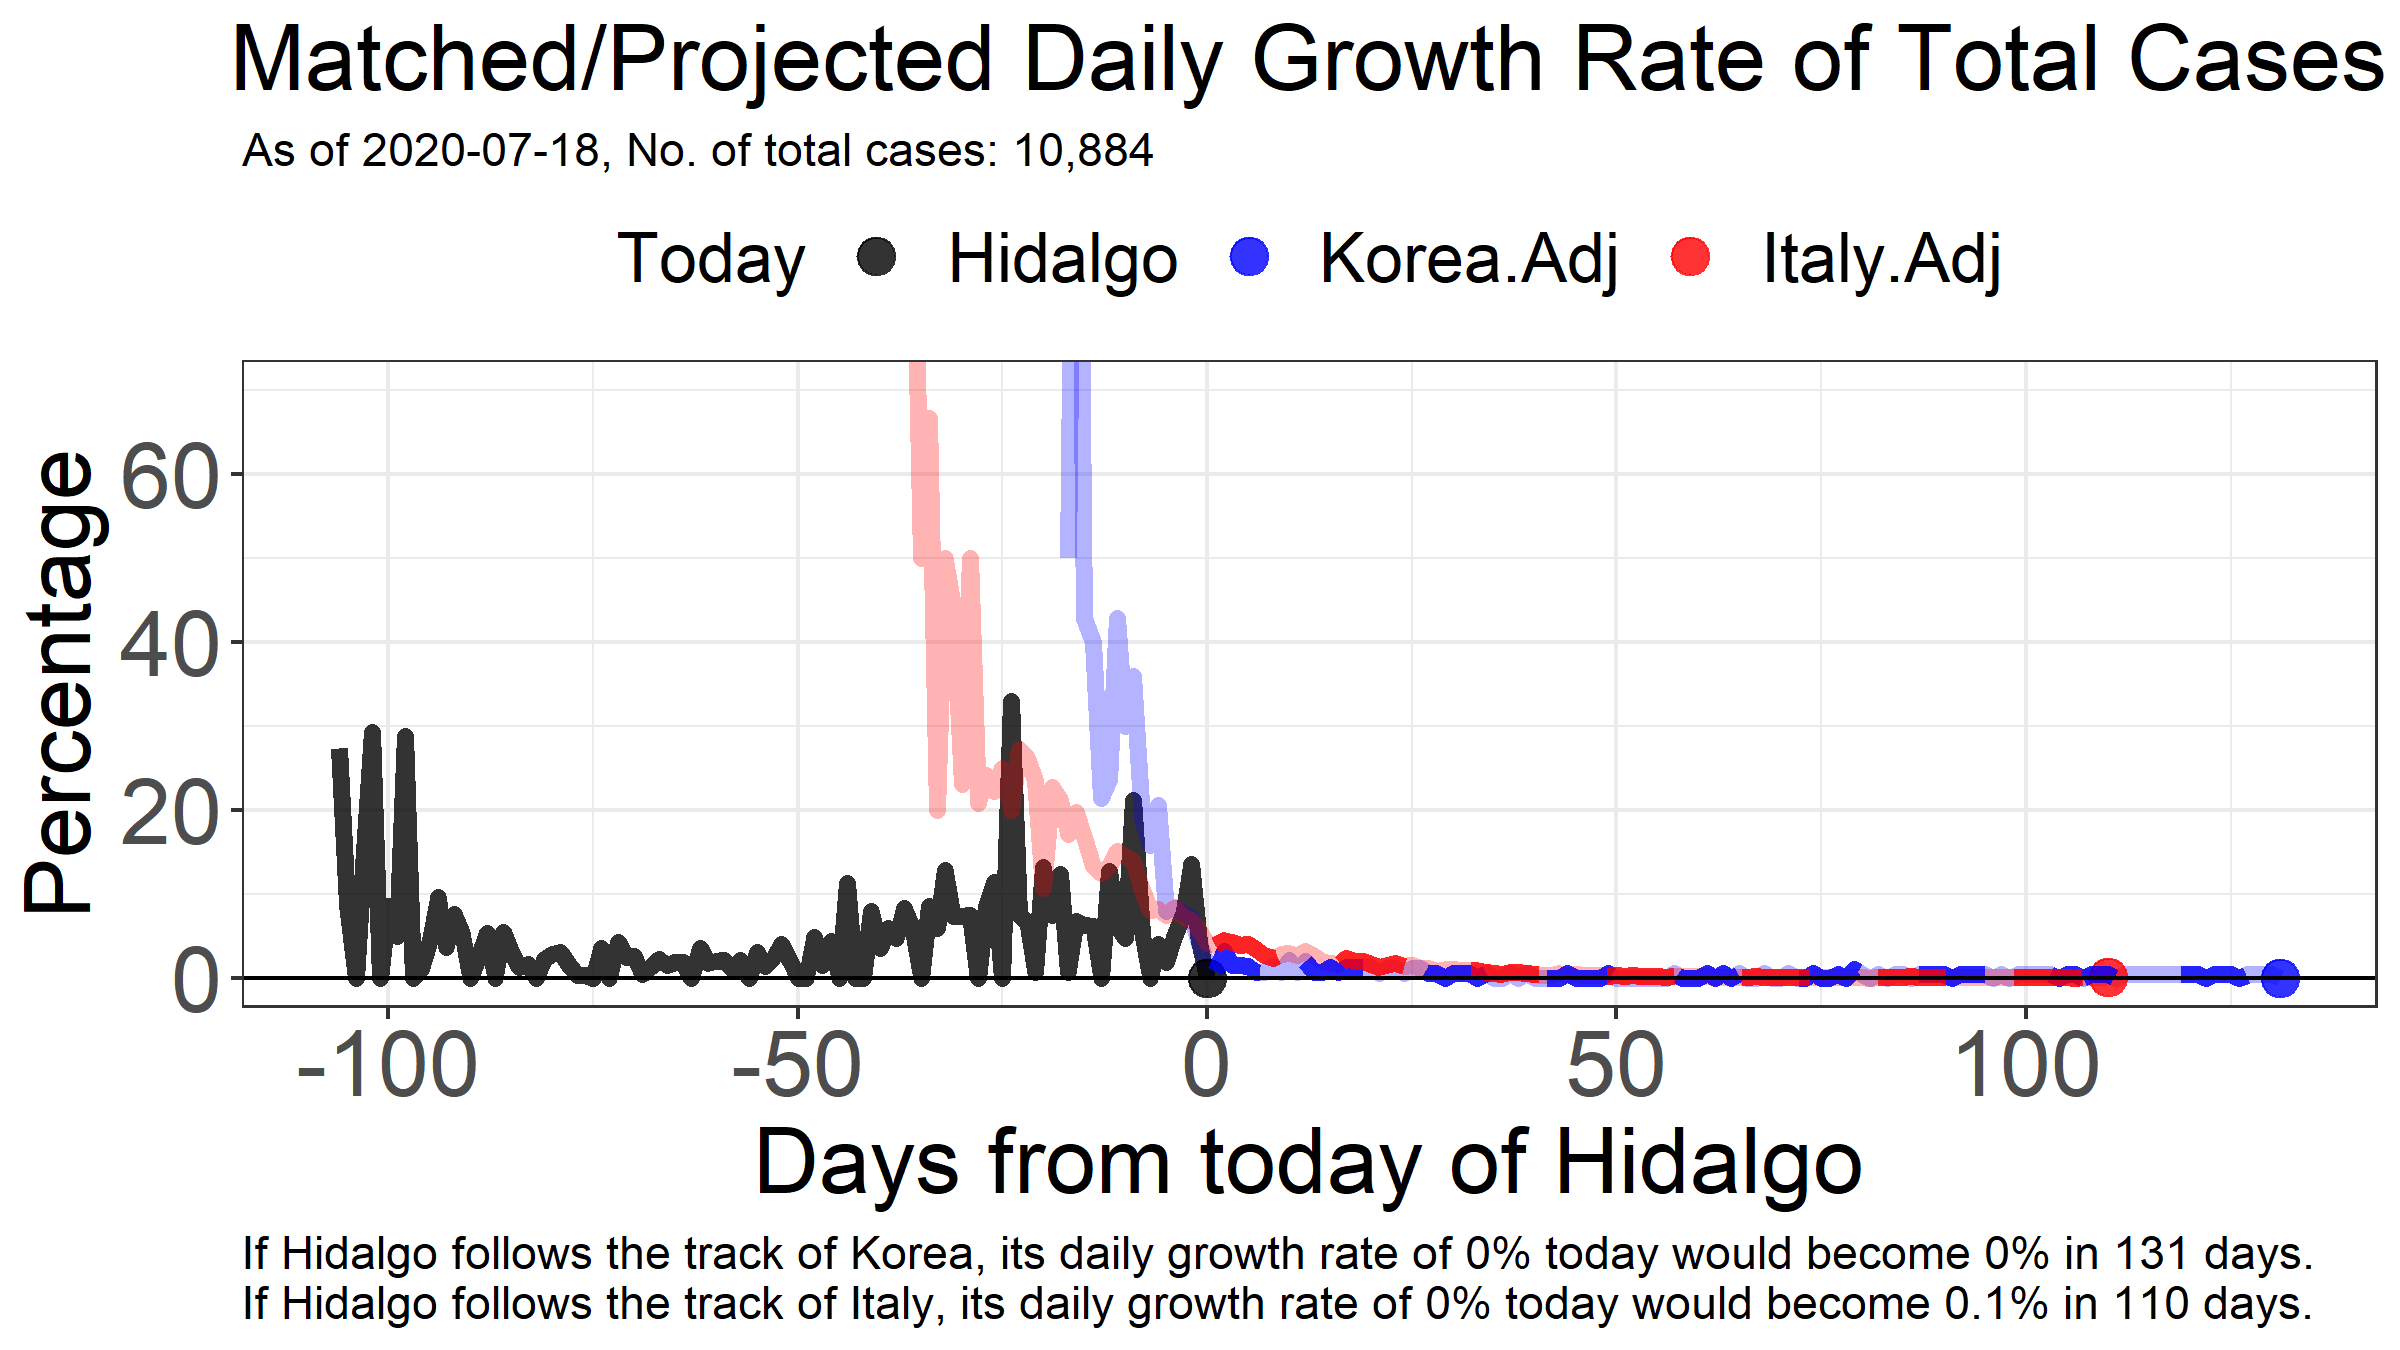 Matched/Projected Daily Growth Rate of Total Cases
As of 2020-07-18, No. of total cases: 10,884
Today Hidalgo Korea.Adj Italy.Adj
Percentage
60
40
20
0
-100 -50 0 50 100
Days from today of Hidalgo
If Hidalgo follows the track of Korea, its daily growth rate of 0% today would become 0% in 131 days.
If Hidalgo follows the track of Italy, its daily growth rate of 0% today would become 0.1% in 110 days.